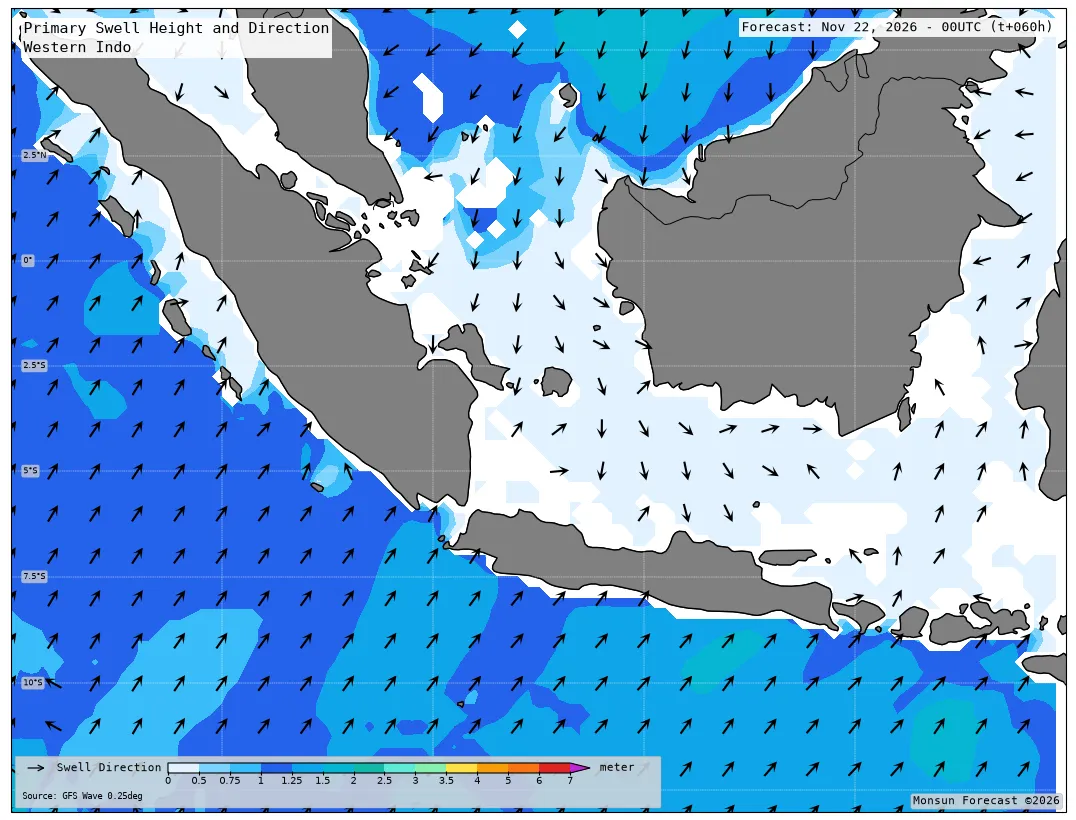 Primary Swell Height and Direction
Western Indo
Forecast: Nov 22, 2026 - 00UTC (t+060h)
2.5°N
0°
2.5°S
5°S
7.5°S
10°S
Swell Direction
0 0.5 0.75 1 1.25 1.5 2 2.5 3 3.5 4 5 6 7
meter
Source: GFS Wave 0.25deg
Monsun Forecast ©2026